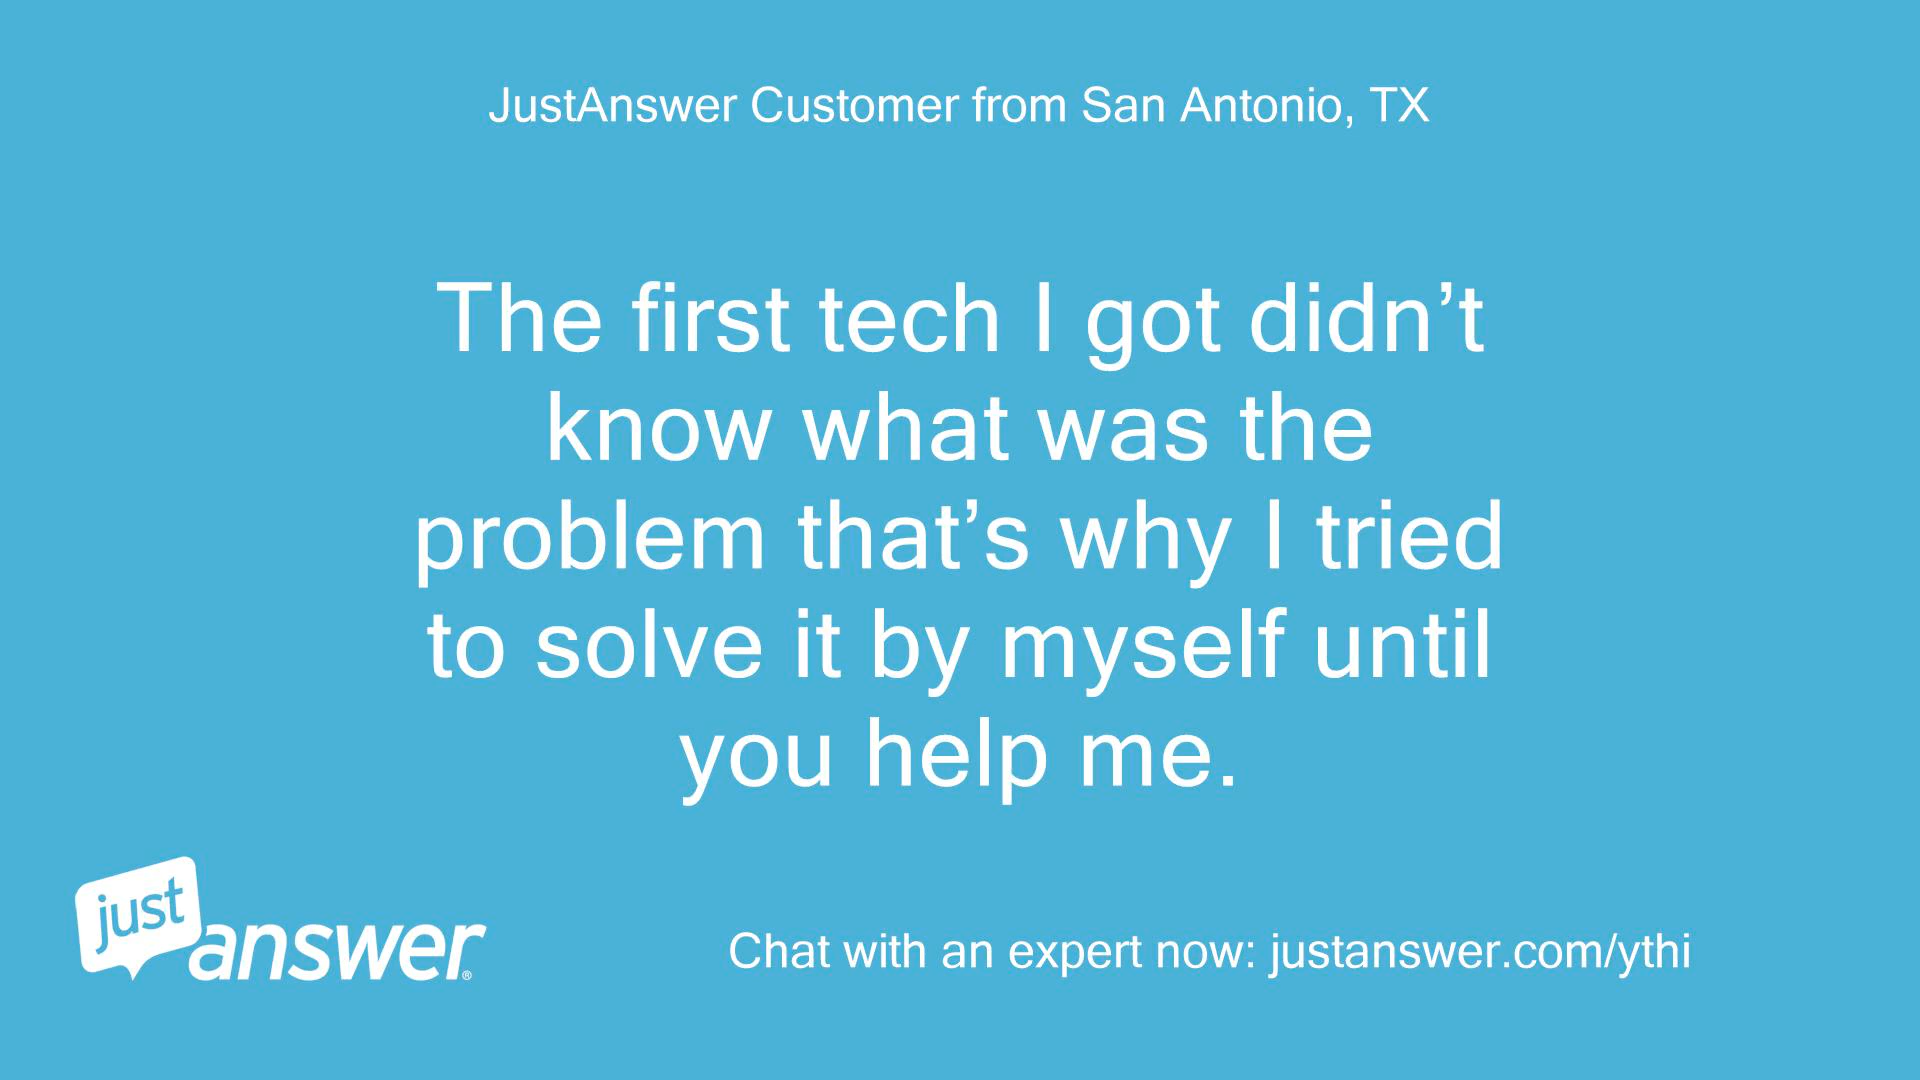 JustAnswer Customer from San Antonio, TX
The first tech I got didn’t
know what was the
problem that’s why I tried
to solve it by myself until
you help me.
just
answer®
Chat with an expert now: justanswer.com/ythi